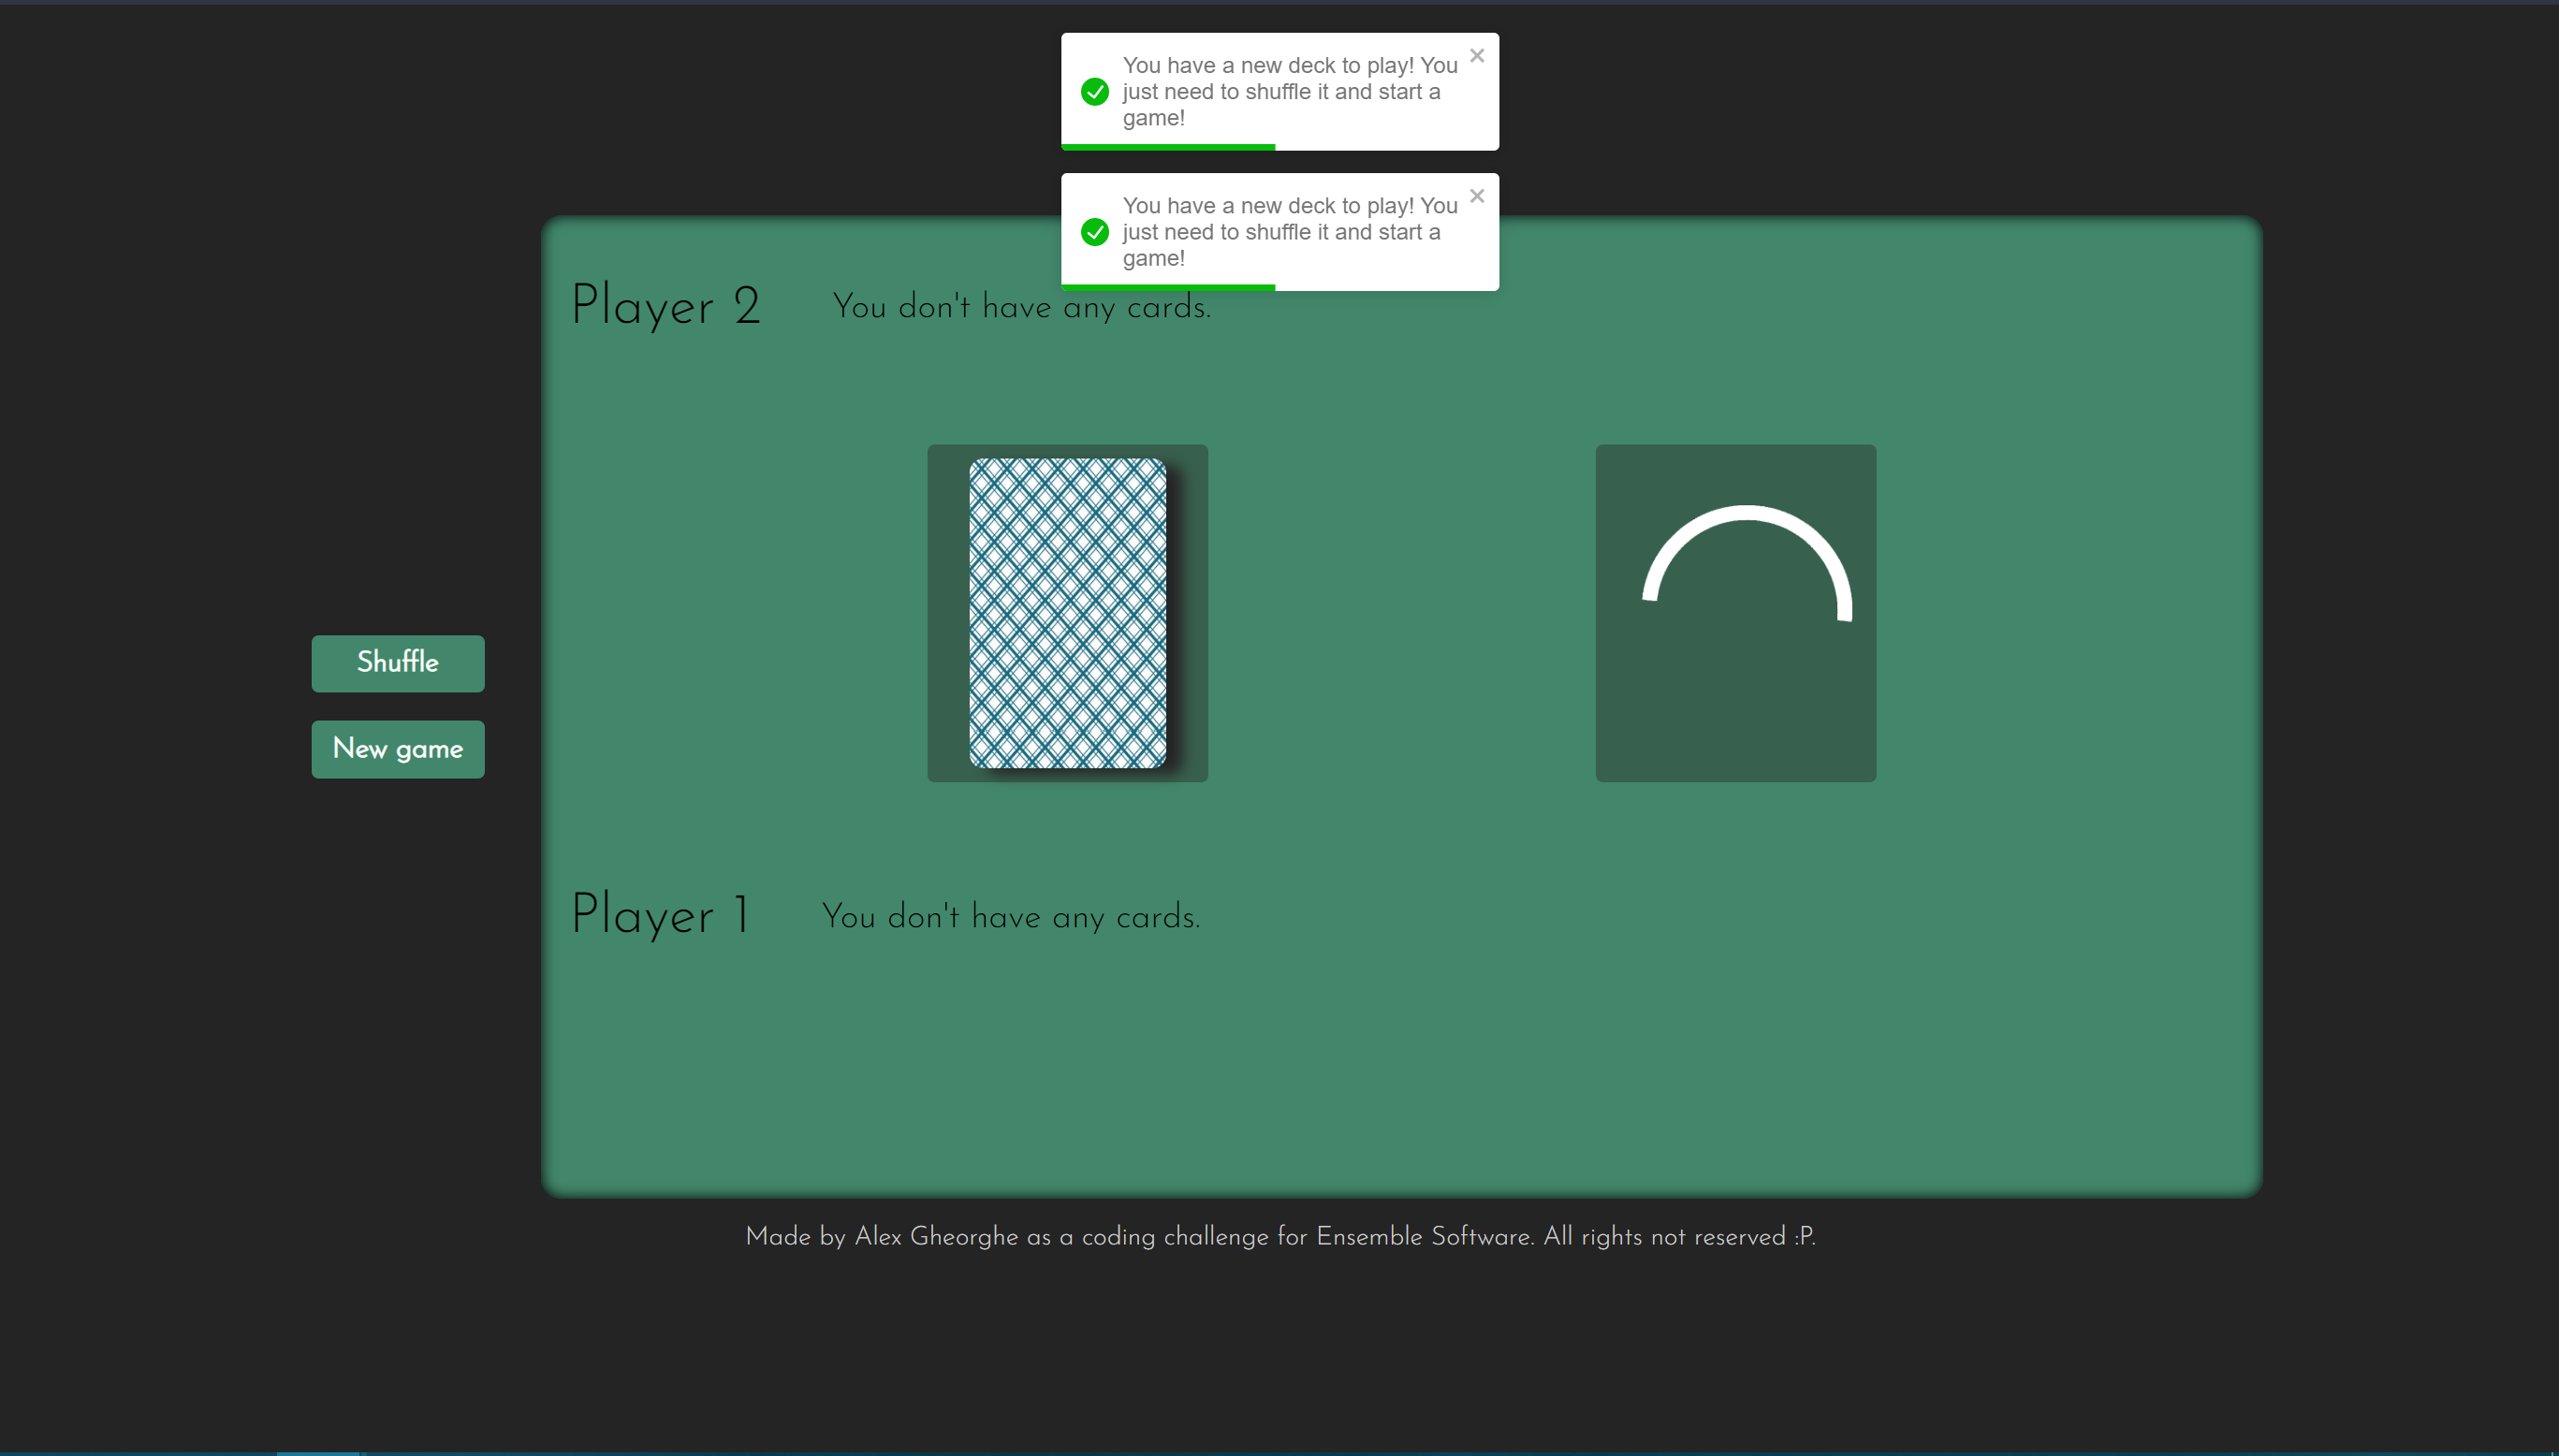 You have a new deck to play! You
just need to shuffle it and start a
game!
You have a new deck to play! You
just need to shuffle it and start a
game!
Player 2 You don't have any cards.
Shuffle
New game
Player 1 You don't have any cards.
Made by Alex Gheorghe as a coding challenge for Ensemble Software. All rights not reserved :P.